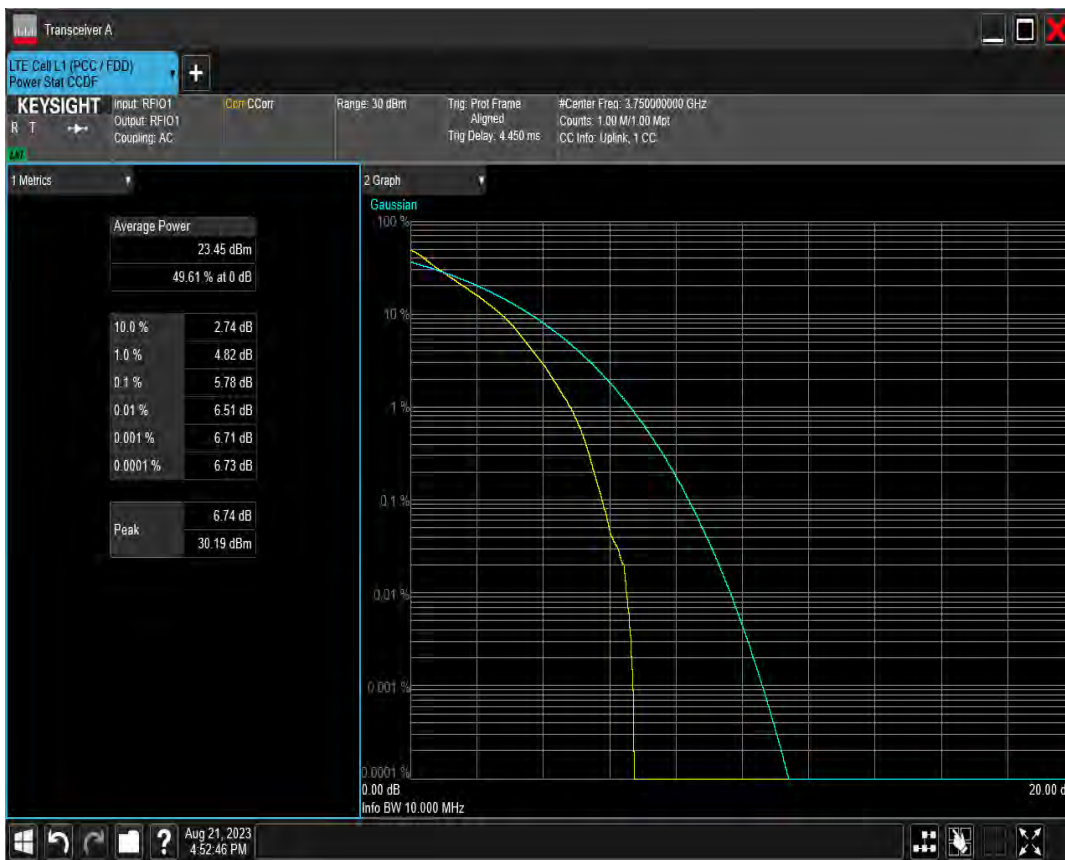 Transceiver A
LTE Cell L1 (PCC / FDD)
Power Stat CCDF
KEYSIGHT
R T
LNI
Input: RFIO1
Output: RFIO1
Coupling: AC
Corr CCorr
Range: 30 dBm
Trig: Prot Frame
Aligned
Trig Delay: 4.450 ms
#Center Freq: 3.750000000 GHz
Counts: 1.00 M/1.00 Mpt
CC Info: Uplink, 1 CC
1 Metrics
Average Power
23.45 dBm
49.61 % at 0 dB
10.0 % 2.74 dB
1.0 % 4.82 dB
0.1 % 5.78 dB
0.01 % 6.51 dB
0.001 % 6.71 dB
0.0001 % 6.73 dB
Peak
6.74 dB
30.19 dBm
2 Graph
Gaussian
100 %
10 %
1 %
0.1 %
0.01 %
0.001 %
0.0001 %
0.00 dB
20.00 d
Info BW 10.000 MHz
Aug 21, 2023
4:52:46 PM